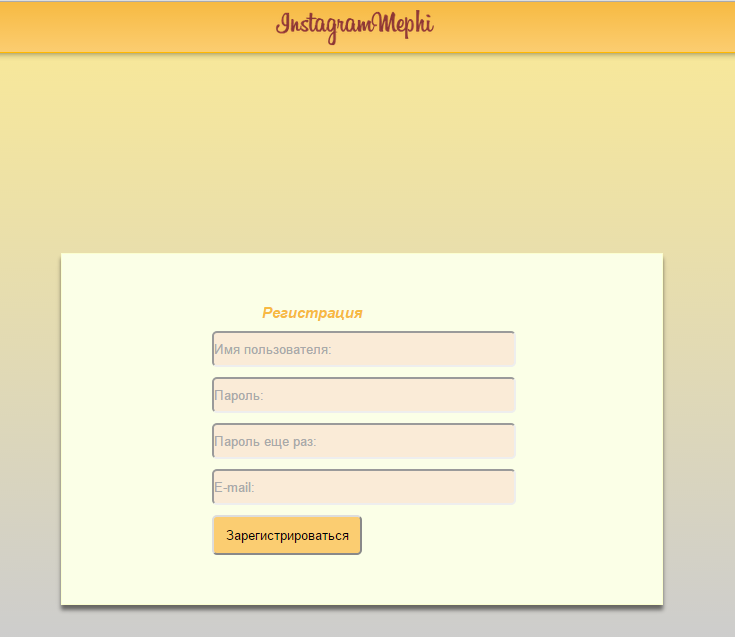 InstagramMephi
Регистрация
Имя пользователя:
Пароль:
Пароль еще раз:
E-mail:
Зарегистрироваться